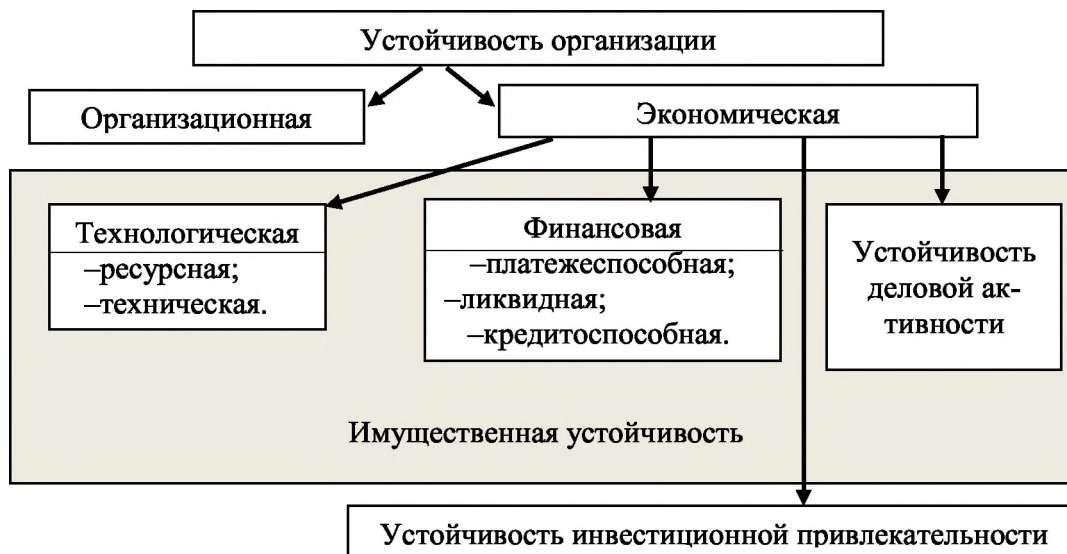 Устойчивость организации
Организационная
Экономическая
Технологическая
–ресурсная;
–техническая.
Финансовая
–платежеспособная;
–ликвидная;
–кредитоспособная.
Устойчивость
деловой ак-
тивности
Имущественная устойчивость
Устойчивость инвестиционной привлекательности